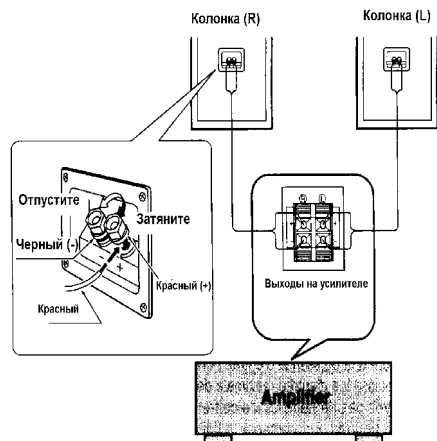 Колонка (R)
Колонка (L)
Отпустите
Затяните
Черный (-)
Красный (+)
Красный
Выходы на усилителе
Amplifier